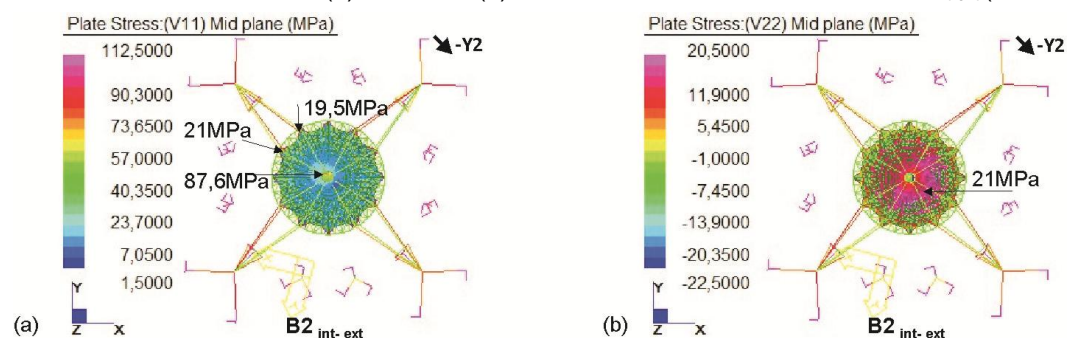 Plate Stress:(V11) Mid plane (MPa)
112,5000
90,3000
73,6500
57,0000
40,3500
23,7000
7,0500
1,5000
-Y2
19,5MPa
21MPa
87,6MPa
Y
Z X
(a)
B2 int- ext
Plate Stress:(V22) Mid plane (MPa)
20,5000
11,9000
5,4500
-1,0000
-7,4500
-13,9000
-20,3500
-22,5000
-Y2
21MPa
Y
Z X
(b)
B2 int- ext